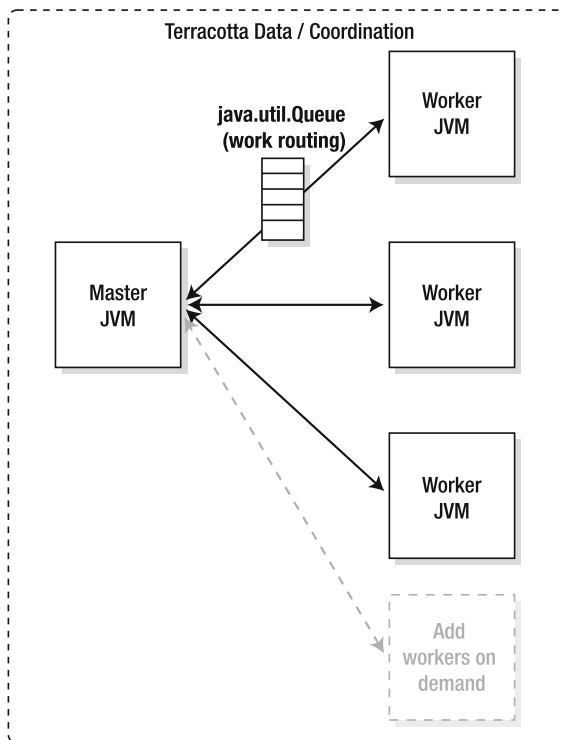 Terracotta Data / Coordination
java.util.Queue
(work routing)
Worker
JVM
Master
JVM
Worker
JVM
Worker
JVM
Add
workers on
demand